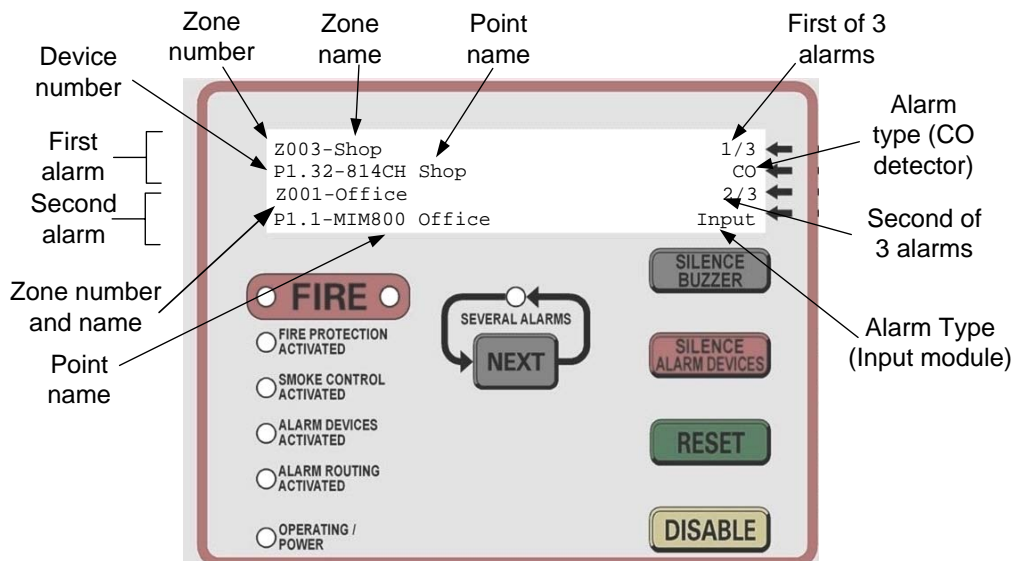 Zone
number
Zone
name
Point
name
First of 3
alarms
Device
number
Alarm
type (CO
detector)
First
alarm
Second
alarm
Z003-Shop 1/3
P1.32-814CH Shop CO
Z001-Office 2/3
P1.1-MIM800 Office Input
Second of
3 alarms
Zone number
and name
Point
name
Alarm Type
(Input module)
FIRE
FIRE PROTECTION
ACTIVATED
SMOKE CONTROL
ACTIVATED
ALARM DEVICES
ACTIVATED
ALARM ROUTING
ACTIVATED
OPERATING /
POWER
SEVERAL ALARMS
NEXT
SILENCE
BUZZER
SILENCE
ALARM DEVICES
RESET
DISABLE